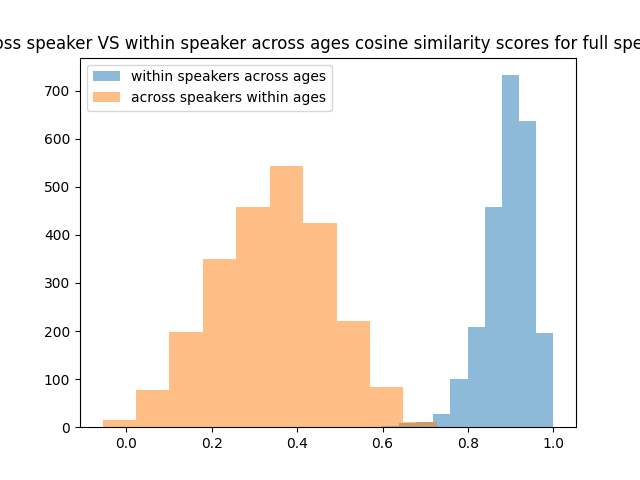 oss speaker VS within speaker across ages cosine similarity scores for full spe
within speakers across ages
across speakers within ages
700
600
500
400
300
200
100
0
0.0 0.2 0.4 0.6 0.8 1.0